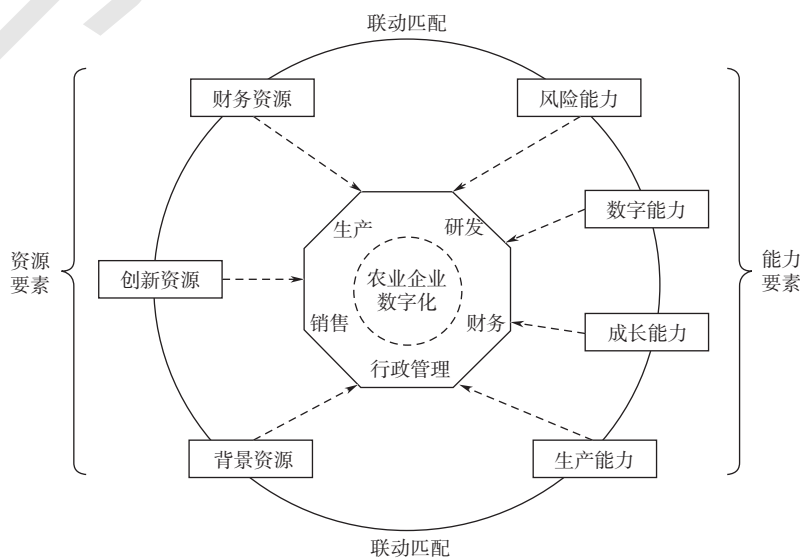 联动匹配
财务资源
风险能力
数字能力
生产
研发
资源
要素
创新资源
农业企业
数字化
能力
要素
销售
财务
成长能力
行政管理
背景资源
生产能力
联动匹配